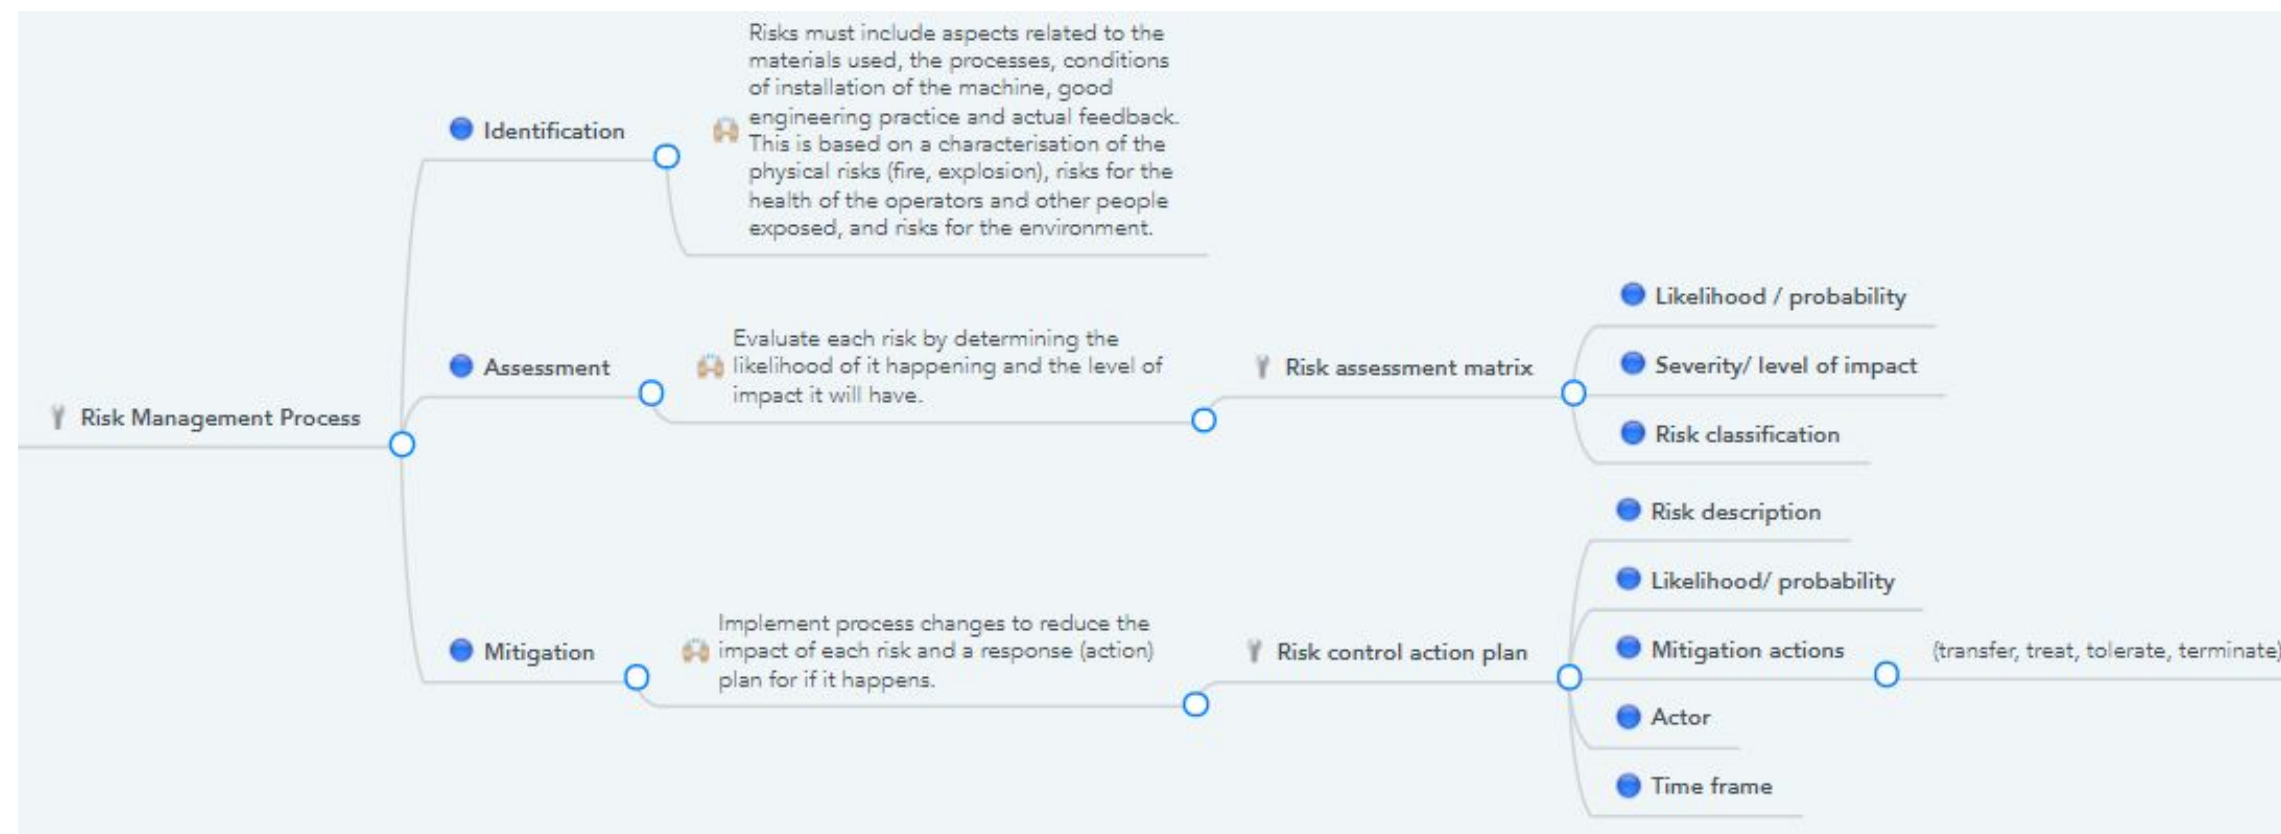 Risk Management Process
Identification
Risks must include aspects related to the
materials used, the processes, conditions
of installation of the machine, good
engineering practice and actual feedback.
This is based on a characterisation of the
physical risks (fire, explosion), risks for the
health of the operators and other people
exposed, and risks for the environment.
Assessment
Evaluate each risk by determining the
likelihood of it happening and the level of
impact it will have.
Risk assessment matrix
Likelihood / probability
Severity/ level of impact
Risk classification
Mitigation
Implement process changes to reduce the
impact of each risk and a response (action)
plan for if it happens.
Risk control action plan
Risk description
Likelihood/ probability
Mitigation actions
(transfer, treat, tolerate, terminate)
Actor
Time frame